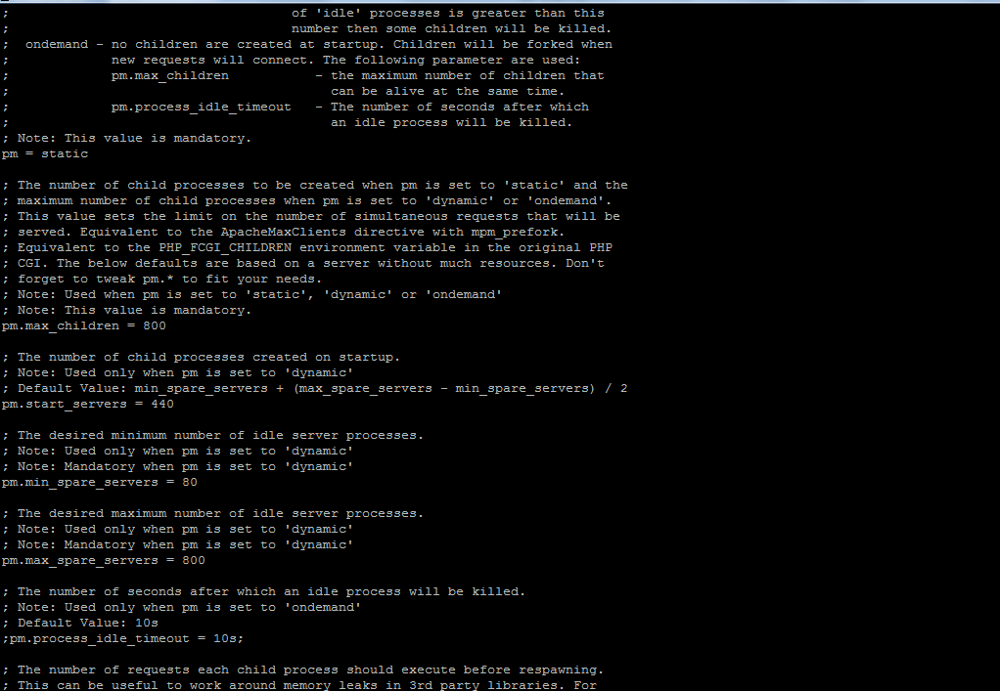 ;                                    of 'idle' processes is greater than this
;                                    number then some children will be killed.
;  ondemand - no children are created at startup. Children will be forked when
;             new requests will connect. The following parameter are used:
;             pm.max_children           - the maximum number of children that
;                                         can be alive at the same time.
;             pm.process_idle_timeout   - The number of seconds after which
;                                         an idle process will be killed.
; Note: This value is mandatory.
pm = static

; The number of child processes to be created when pm is set to 'static' and the
; maximum number of child processes when pm is set to 'dynamic' or 'ondemand'.
; This value sets the limit on the number of simultaneous requests that will be
; served. Equivalent to the ApacheMaxClients directive with mpm_prefork.
; Equivalent to the PHP_FCGI_CHILDREN environment variable in the original PHP
; CGI. The below defaults are based on a server without much resources. Don't
; forget to tweak pm.* to fit your needs.
; Note: Used when pm is set to 'static', 'dynamic' or 'ondemand'
; Note: This value is mandatory.
pm.max_children = 800

; The number of child processes created on startup.
; Note: Used only when pm is set to 'dynamic'
; Default Value: min_spare_servers + (max_spare_servers - min_spare_servers) / 2
pm.start_servers = 440

; The desired minimum number of idle server processes.
; Note: Used only when pm is set to 'dynamic'
; Note: Mandatory when pm is set to 'dynamic'
pm.min_spare_servers = 80

; The desired maximum number of idle server processes.
; Note: Used only when pm is set to 'dynamic'
; Note: Mandatory when pm is set to 'dynamic'
pm.max_spare_servers = 800

; The number of seconds after which an idle process will be killed.
; Note: Used only when pm is set to 'ondemand'
; Default Value: 10s
;pm.process_idle_timeout = 10s;

; The number of requests each child process should execute before respawning.
; This can be useful to work around memory leaks in 3rd party libraries. For